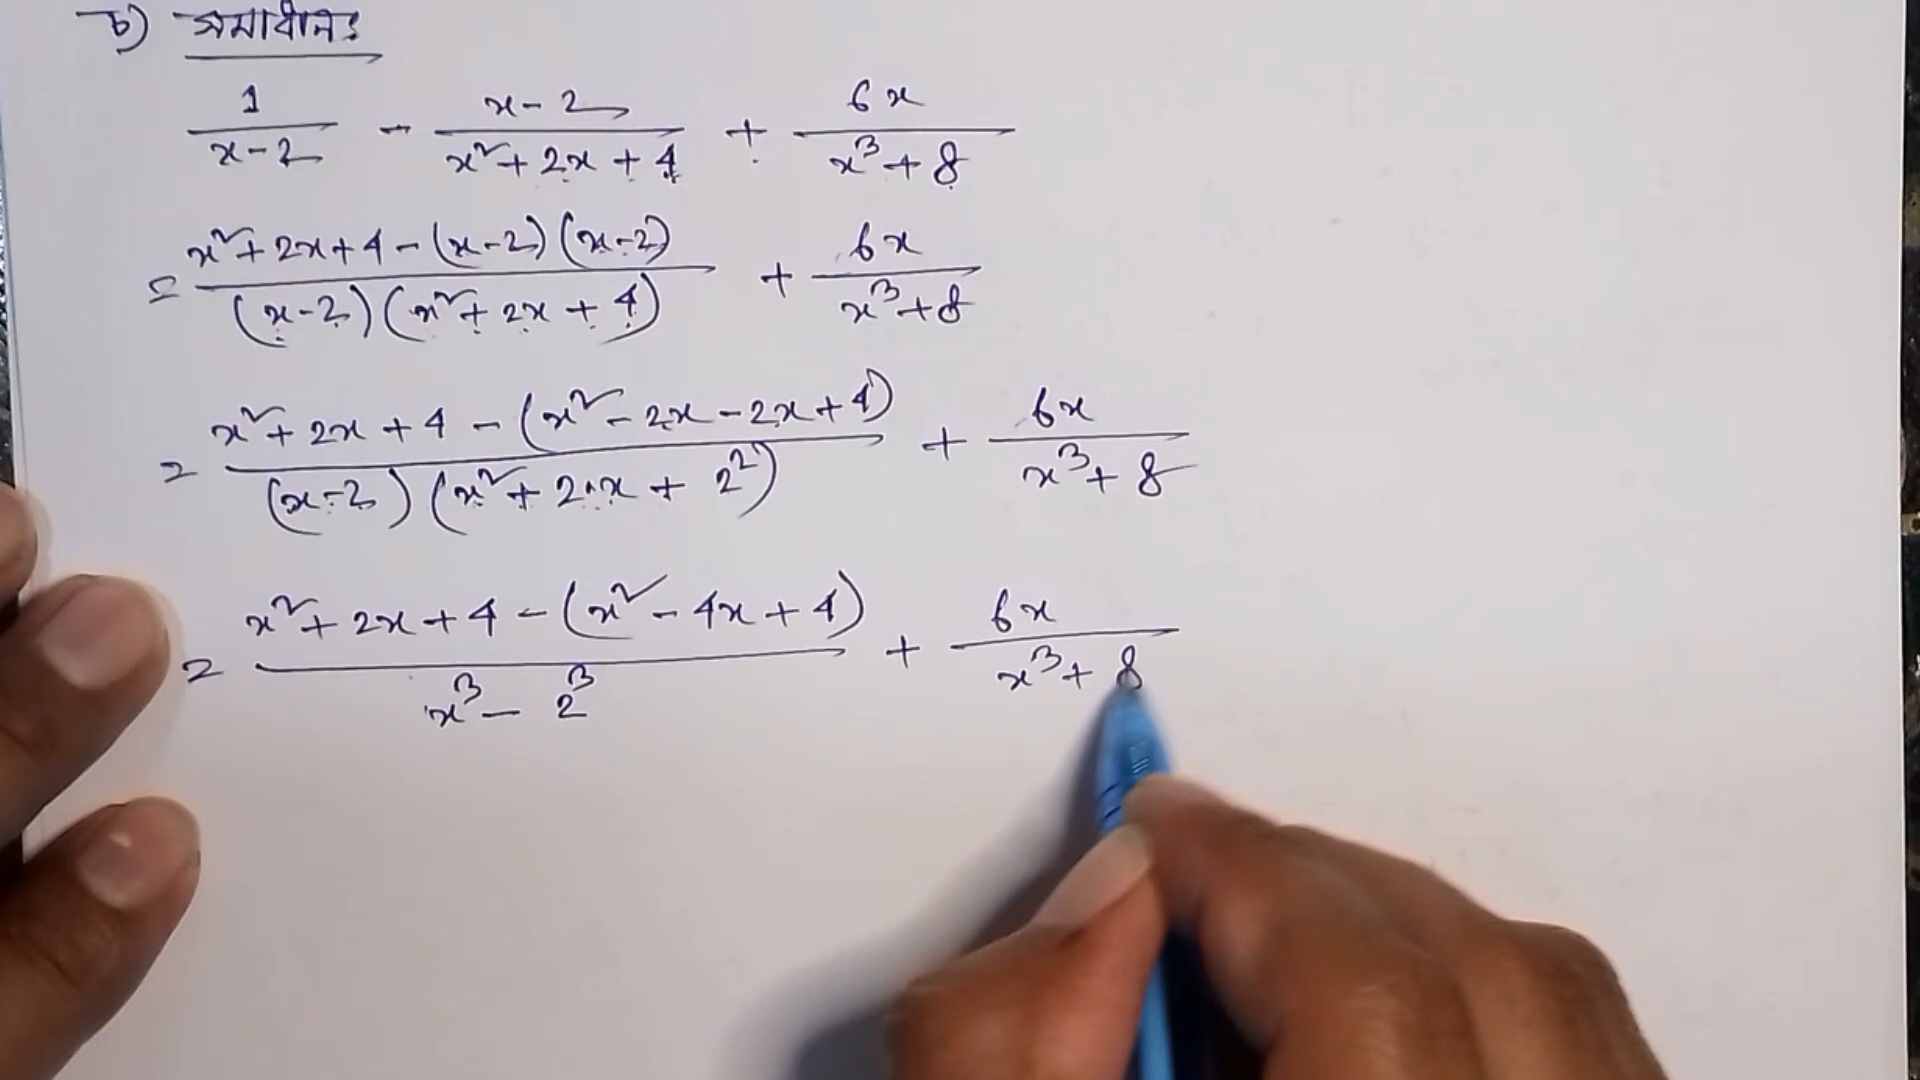 চ) সমাধানঃ
1/(x-2) - (x-2)/(x²+2x+4) + 6x/(x³+8)
= (x²+2x+4-(x-2)(x-2))/((x-2)(x²+2x+4)) + 6x/(x³+8)
= (x²+2x+4-(x²-2x-2x+4))/((x-2)(x²+2·x+2²)) + 6x/(x³+8)
= (x²+2x+4-(x²-4x+4))/(x³-2³) + 6x/(x³+8)